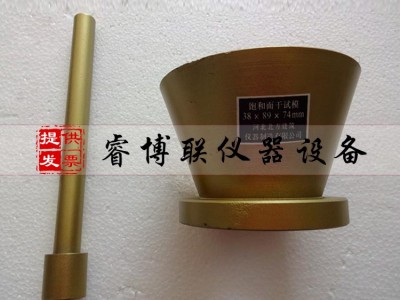 饱和面干试模
38×89×74mm
提供
发票
睿博联仪器设备